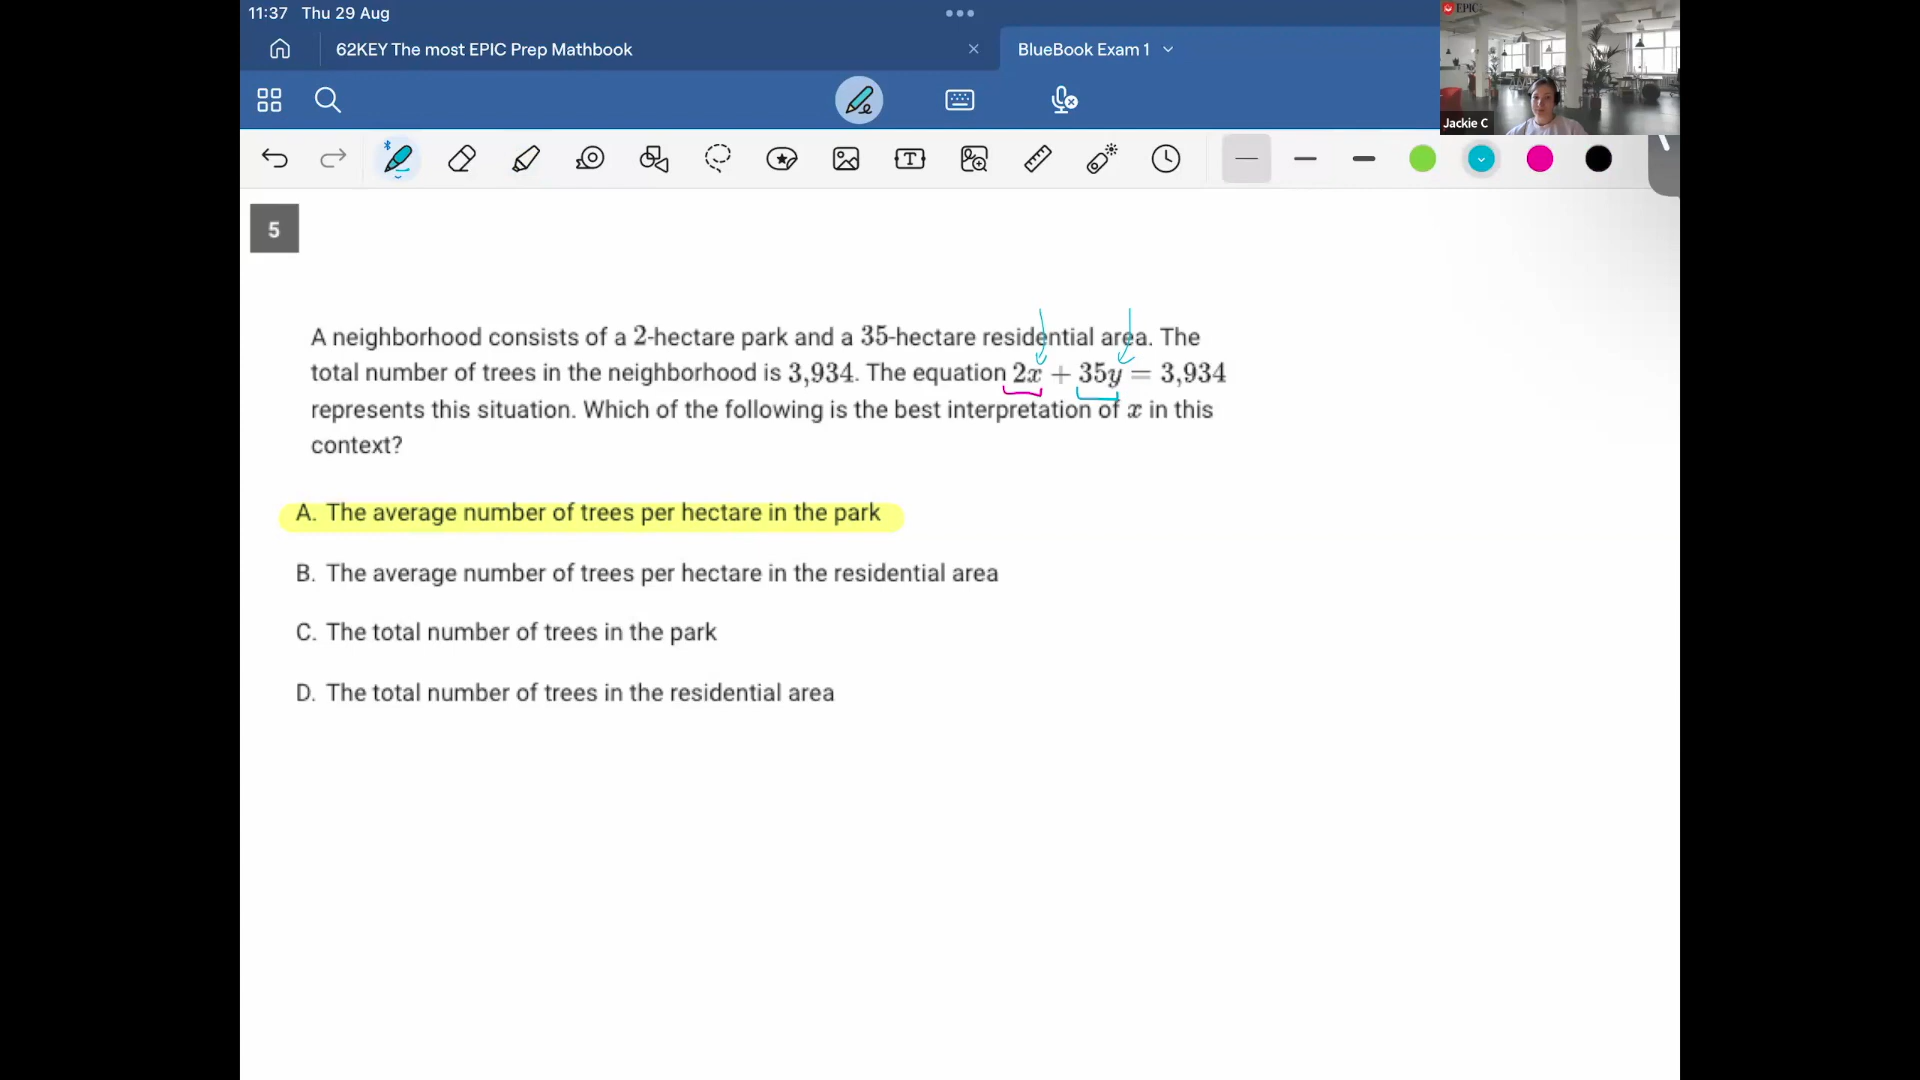 11:37 Thu 29 Aug
62KEY The most EPIC Prep Mathbook
BlueBook Exam 1
EPIC
Jackie C
5
A neighborhood consists of a 2-hectare park and a 35-hectare residential area. The
total number of trees in the neighborhood is 3,934. The equation 2x + 35y = 3,934
represents this situation. Which of the following is the best interpretation of x in this
context?
A. The average number of trees per hectare in the park
B. The average number of trees per hectare in the residential area
C. The total number of trees in the park
D. The total number of trees in the residential area